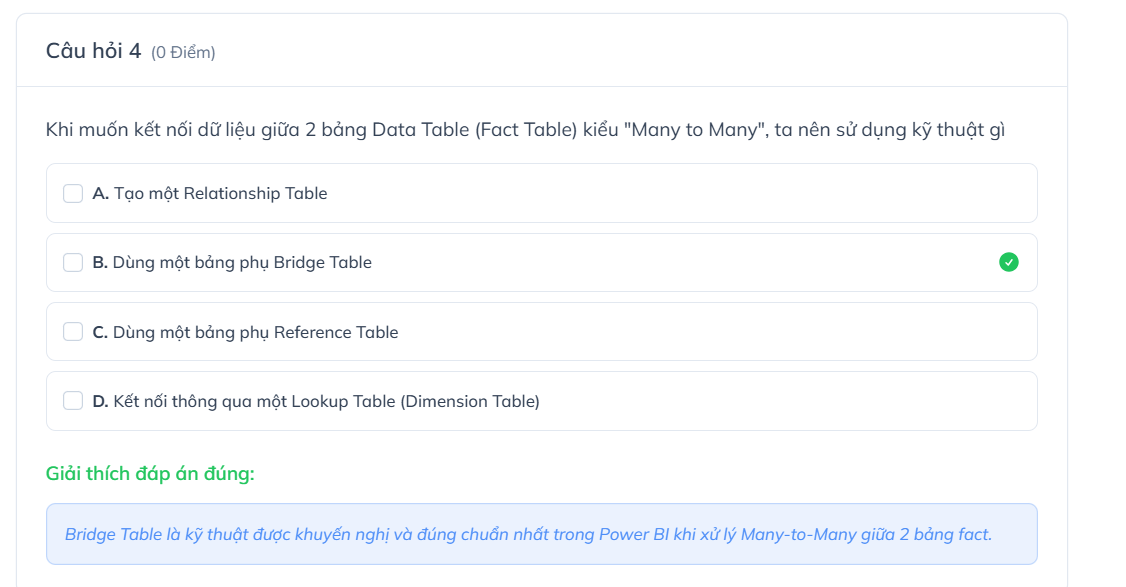 Câu hỏi 4 (0 Điểm)
Khi muốn kết nối dữ liệu giữa 2 bảng Data Table (Fact Table) kiểu "Many to Many", ta nên sử dụng kỹ thuật gì
A. Tạo một Relationship Table
B. Dùng một bảng phụ Bridge Table
C. Dùng một bảng phụ Reference Table
D. Kết nối thông qua một Lookup Table (Dimension Table)
Giải thích đáp án đúng:
Bridge Table là kỹ thuật được khuyến nghị và đúng chuẩn nhất trong Power BI khi xử lý Many-to-Many giữa 2 bảng fact.